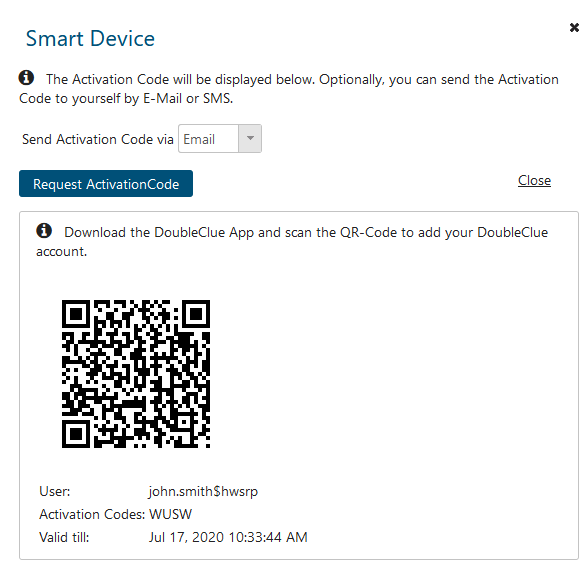 Smart Device
The Activation Code will be displayed below. Optionally, you can send the Activation
Code to yourself by E-Mail or SMS.
Send Activation Code via Email
Request ActivationCode
Close
Download the DoubleClue App and scan the QR-Code to add your DoubleClue
account.
User: john.smith$hwsrp
Activation Codes: WUSW
Valid till: Jul 17, 2020 10:33:44 AM